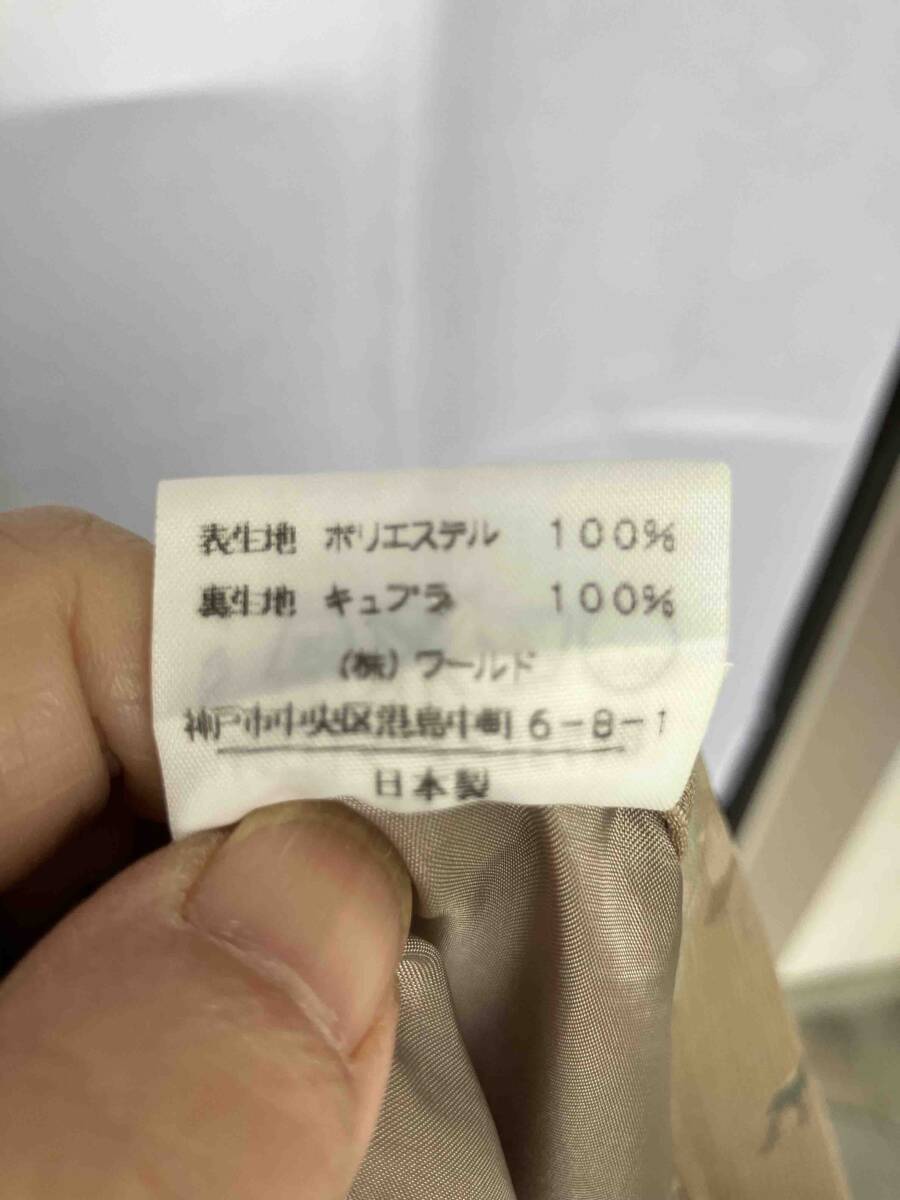 表生地 ポリエステル 100%
裏生地 キュプラ 100%
(株) ワールド
神戸市中央区港島中町 6-8-1
日本製